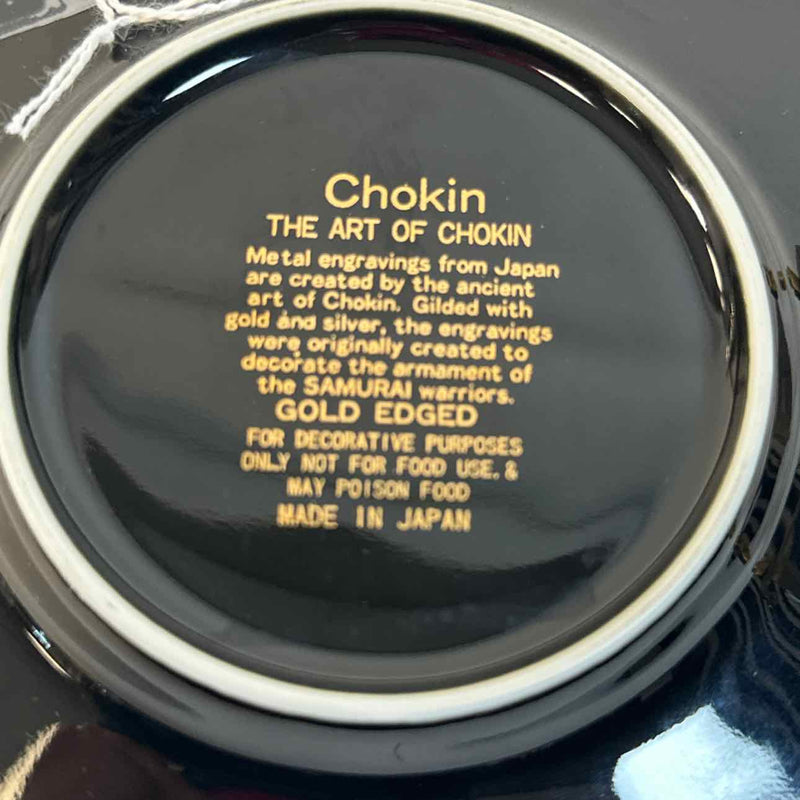 Chokin
THE ART OF CHOKIN
Metal engravings from Japan
are created by the ancient
art of Chokin. Gilded with
gold and silver, the engravings
were originally created to
decorate the armament of
the SAMURAI warriors.
GOLD EDGED
FOR DECORATIVE PURPOSES
ONLY NOT FOR FOOD USE. &
MAY POISON FOOD
MADE IN JAPAN